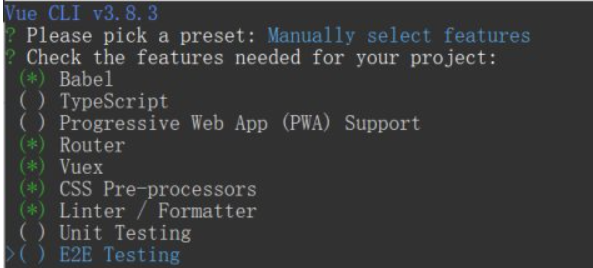 Vue CLI v3.8.3
? Please pick a preset: Manually select features
? Check the features needed for your project:
(*) Babel
( ) TypeScript
( ) Progressive Web App (PWA) Support
(*) Router
(*) Vuex
(*) CSS Pre-processors
(*) Linter / Formatter
( ) Unit Testing
>( ) E2E Testing